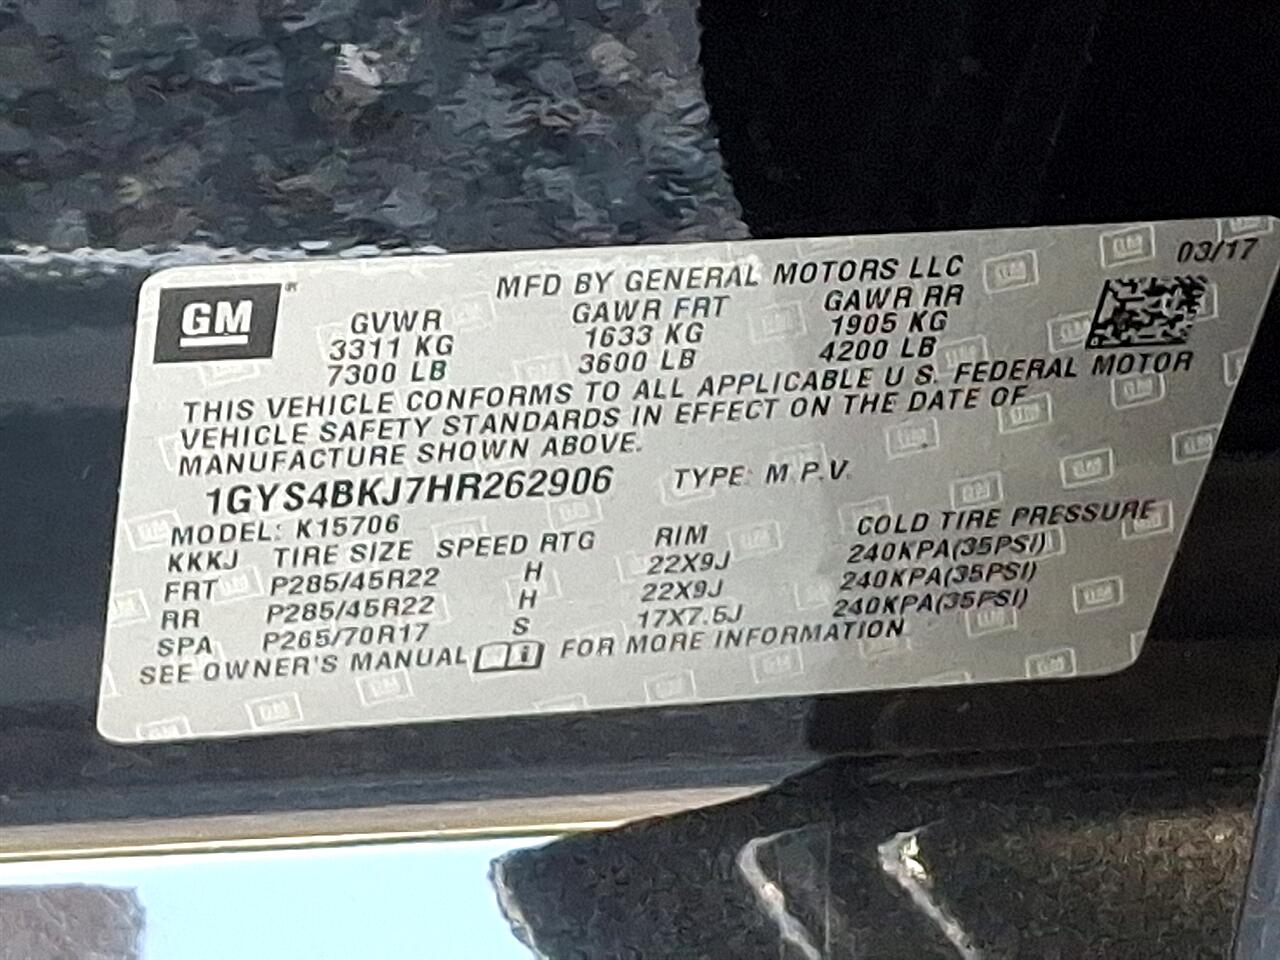 03/17
GM
MFD BY GENERAL MOTORS LLC
GVWR GAWR FRT GAWR RR
3311 KG 1633 KG 1905 KG
7300 LB 3600 LB 4200 LB
THIS VEHICLE CONFORMS TO ALL APPLICABLE U S. FEDERAL MOTOR
VEHICLE SAFETY STANDARDS IN EFFECT ON THE DATE OF
MANUFACTURE SHOWN ABOVE.
1GYS4BKJ7HR262906 TYPE: M.P.V.
MODEL: K15706
KKKJ TIRE SIZE SPEED RTG RIM COLD TIRE PRESSURE
FRT P285/45R22 H 22X9J 240KPA(35PSI)
RR P285/45R22 H 22X9J 240KPA(35PSI)
SPA P265/70R17 S 17X7.5J 240KPA(35PSI)
SEE OWNER'S MANUAL FOR MORE INFORMATION